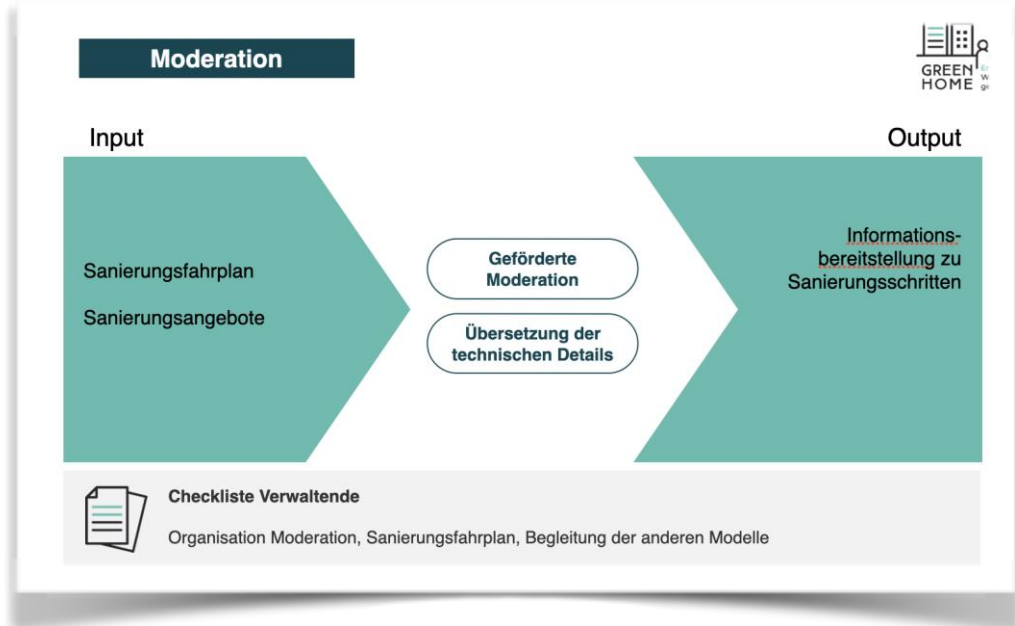 Moderation
GREEN
HOME
Input
Output
Sanierungsfahrplan
Sanierungsangebote
Geförderte
Moderation
Übersetzung der
technischen Details
Informations-
bereitstellung zu
Sanierungsschritten
Checkliste Verwaltende
Organisation Moderation, Sanierungsfahrplan, Begleitung der anderen Modelle